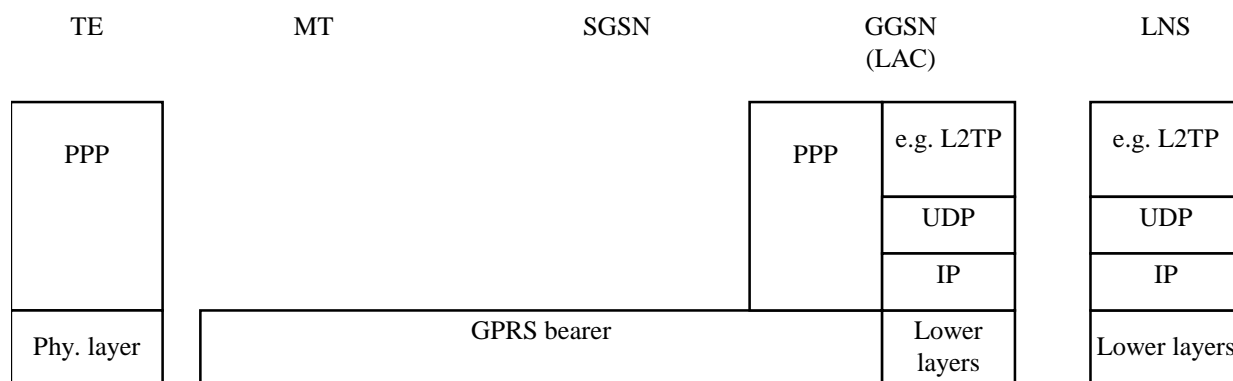 TE
MT
SGSN
GGSN
(LAC)
LNS
PPP
PPP
e.g. L2TP
e.g. L2TP
UDP
UDP
IP
IP
Phy. layer
GPRS bearer
Lower
layers
Lower layers